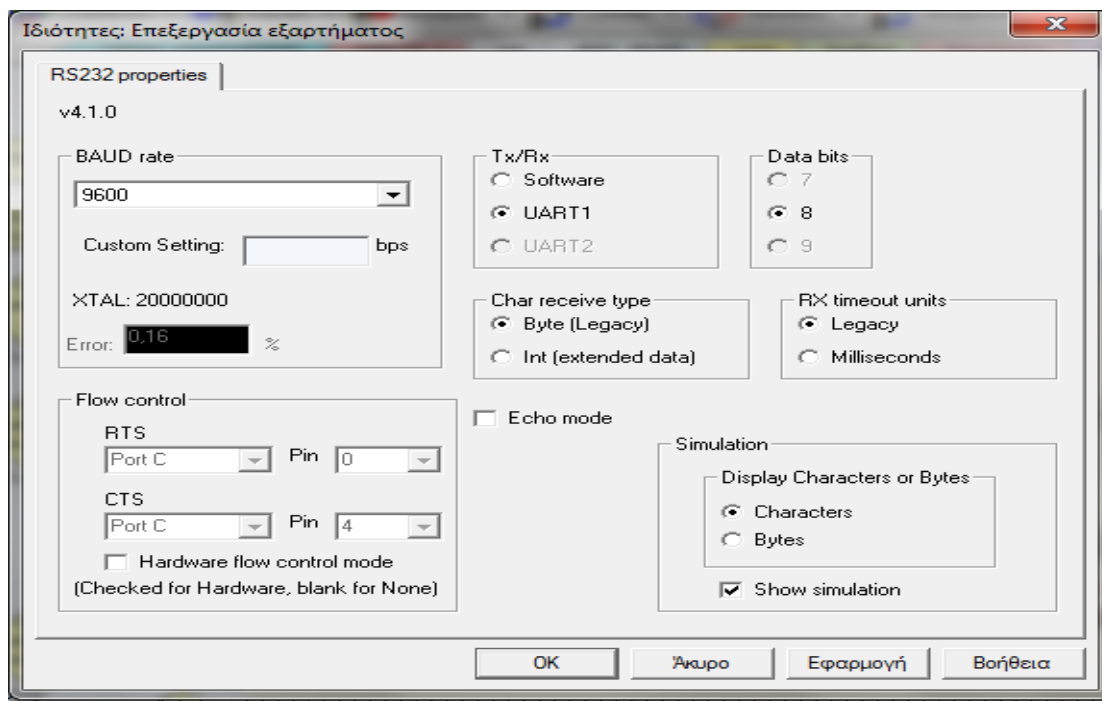 Ιδιότητες: Επεξεργασία εξαρτήματος
RS232 properties
v4.1.0
BAUD rate
9600
Custom Setting: bps
XTAL: 20000000
Error: 0,16 %
Tx/Rx
Software
UART1
UART2
Data bits
7
8
9
Char receive type
Byte (Legacy)
Int (extended data)
RX timeout units
Legacy
Milliseconds
Flow control
RTS
Port C Pin 0
CTS
Port C Pin 4
Hardware flow control mode
(Checked for Hardware, blank for None)
Echo mode
Simulation
Display Characters or Bytes
Characters
Bytes
Show simulation
OK Άκυρο Εφαρμογή Βοήθεια